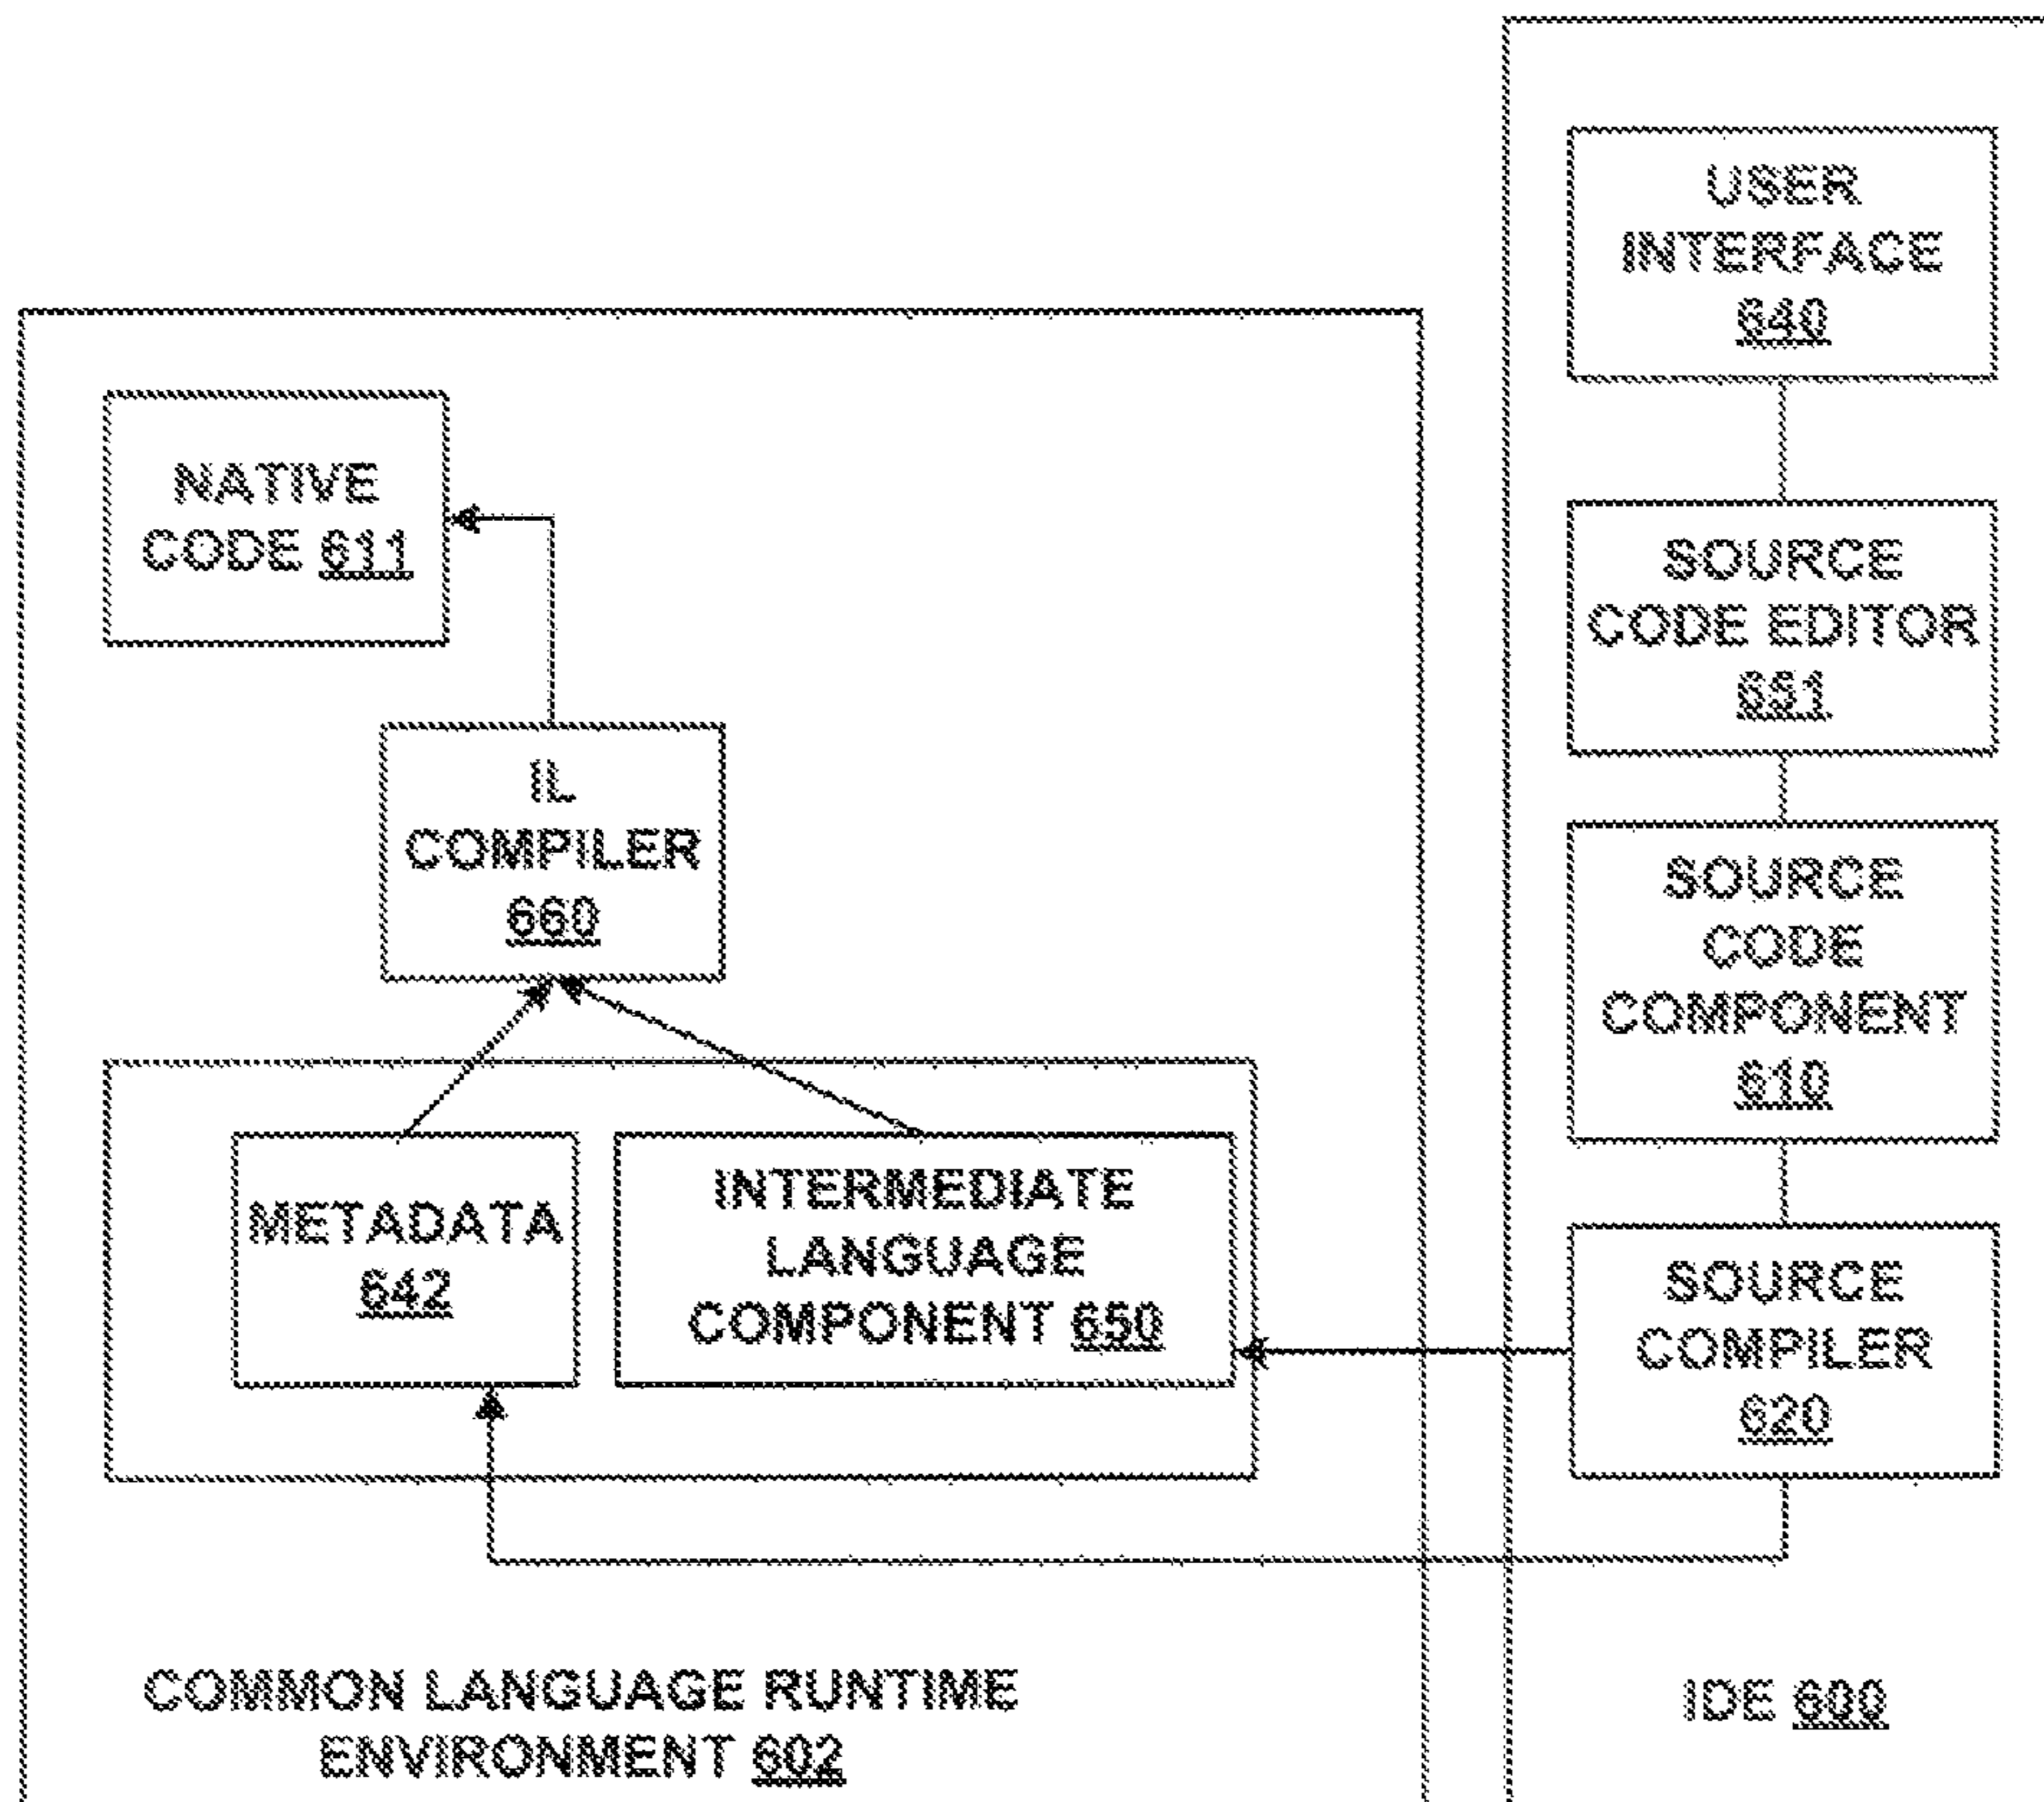 USER
INTERFACE
640
NATIVE
CODE 611
SOURCE
CODE EDITOR
651
IL
COMPILER
660
SOURCE
CODE
COMPONENT
610
METADATA
642
INTERMEDIATE
LANGUAGE
COMPONENT 650
SOURCE
COMPILER
620
COMMON LANGUAGE RUNTIME
ENVIRONMENT 602
IDE 600